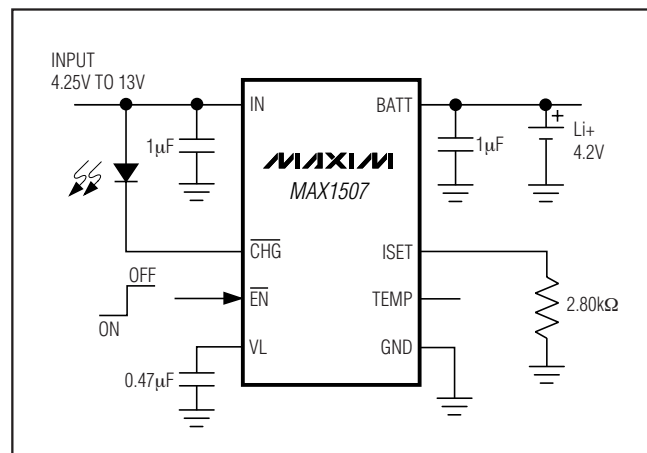 INPUT
4.25V TO 13V
IN
BATT
1µF
1µF
+
Li+
4.2V
MAXIM
MAX1507
CHG
ISET
OFF
ON
EN
TEMP
2.80kΩ
VL
GND
0.47µF